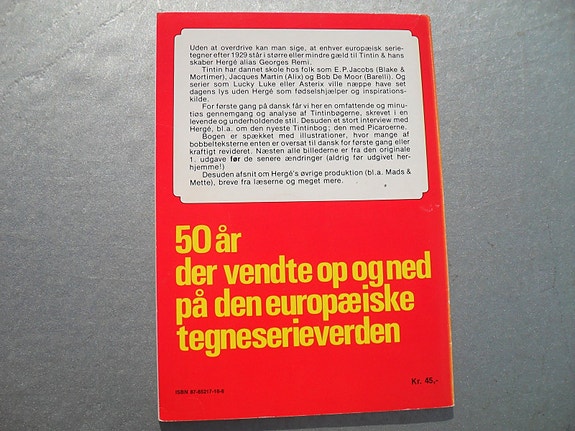 Uden at overdrive kan man sige, at enhver europæisk serie-
tegner efter 1929 står i større eller mindre gæld til Tintin & hans
skaber Hergé alias Georges Remi.
Tintin har dannet skole hos folk som E.P.Jacobs (Blake &
Mortimer), Jacques Martin (Alix) og Bob De Moor (Barelli). Og
serier som Lucky Luke eller Asterix ville næppe have set
dagens lys uden Hergé som fødselshjælper og inspirations-
kilde.
For første gang på dansk får vi her en omfattende og minu-
tiøs gennemgang og analyse af Tintinbøgerne, skrevet i en
levende og underholdende stil. Desuden et stort interview med
Hergé, bl.a. om den nyeste Tintinbog; den med Picaroerne.
Bogen er spækket med illustrationer, hvor mange af
bobbelteksterne enten er oversat til dansk for første gang eller
kraftigt revideret. Næsten alle billederne er fra den originale
1. udgave før de senere ændringer (aldrig før udgivet her-
hjemme!)
Desuden afsnit om Hergé's øvrige produktion (bl.a. Mads &
Mette), breve fra læserne og meget mere.
50 år
der vendte op og ned
på den europæiske
tegneserieverden
Kr. 45,-